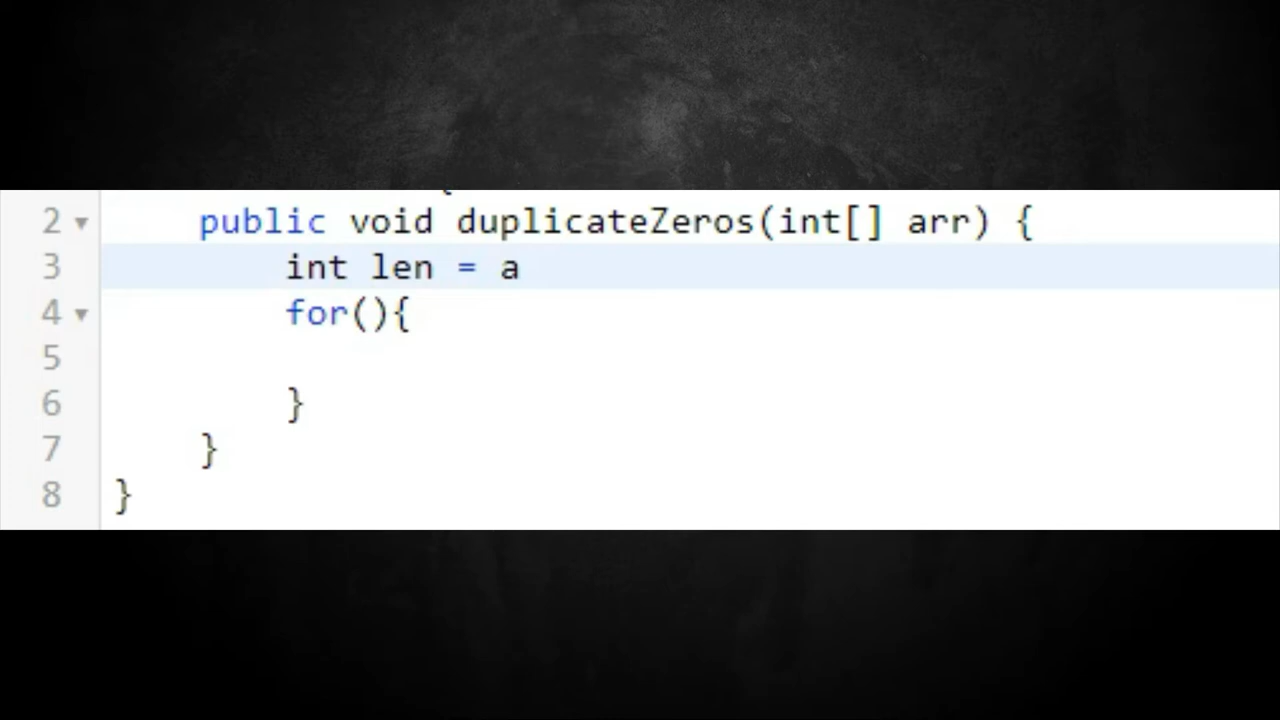 2 public void duplicateZeros(int[] arr) {
3 int len = a
4 for(){
5
6 }
7 }
8 }